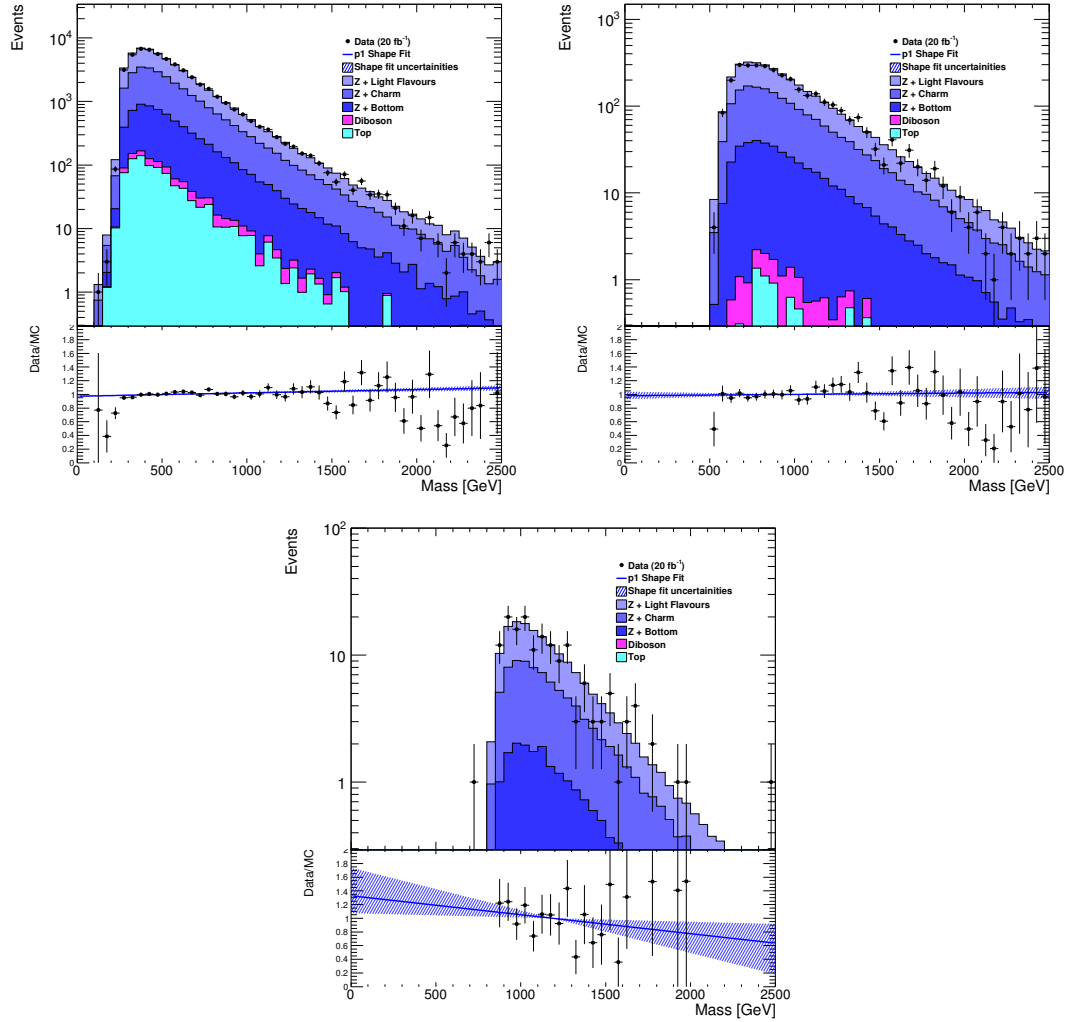 Events
10⁴
10³
10²
10
1
Data (20 fb⁻¹)
p1 Shape Fit
Shape fit uncertainities
Z + Light Flavours
Z + Charm
Z + Bottom
Diboson
Top
Data/MC
2
1.8
1.6
1.4
1.2
1
0.8
0.6
0.4
0.2
0
0 500 1000 1500 2000 2500
Mass [GeV]
Events
10³
10²
10
1
Data (20 fb⁻¹)
p1 Shape Fit
Shape fit uncertainities
Z + Light Flavours
Z + Charm
Z + Bottom
Diboson
Top
Data/MC
2
1.8
1.6
1.4
1.2
1
0.8
0.6
0.4
0.2
0
0 500 1000 1500 2000 2500
Mass [GeV]
Events
10²
10
1
Data (20 fb⁻¹)
p1 Shape Fit
Shape fit uncertainities
Z + Light Flavours
Z + Charm
Z + Bottom
Diboson
Top
Data/MC
2
1.8
1.6
1.4
1.2
1
0.8
0.6
0.4
0.2
0
0 500 1000 1500 2000 2500
Mass [GeV]